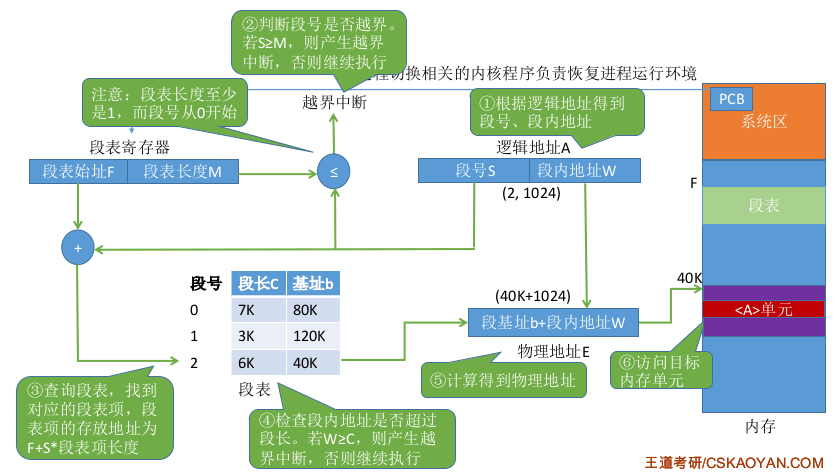 ②判断段号是否越界。
若S≥M，则产生越界
中断，否则继续执行
程切换相关的内核程序负责恢复进程运行环境
注意：段表长度至少
是1，而段号从0开始
越界中断
①根据逻辑地址得到
段号、段内地址
PCB
系统区
段表寄存器
逻辑地址A
段表始址F
段表长度M
≤
段号S
段内地址W
(2, 1024)
F
段表
+
40K
段号
段长C
基址b
0
7K
80K
1
3K
120K
2
6K
40K
段表
(40K+1024)
段基址b+段内地址W
物理地址E
<A>单元
③查询段表，找到
对应的段表项，段
表项的存放地址为
F+S*段表项长度
④检查段内地址是否超过
段长。若W≥C，则产生越
界中断，否则继续执行
⑤计算得到物理地址
⑥访问目标
内存单元
内存
王道考研/CSKAOYAN.COM